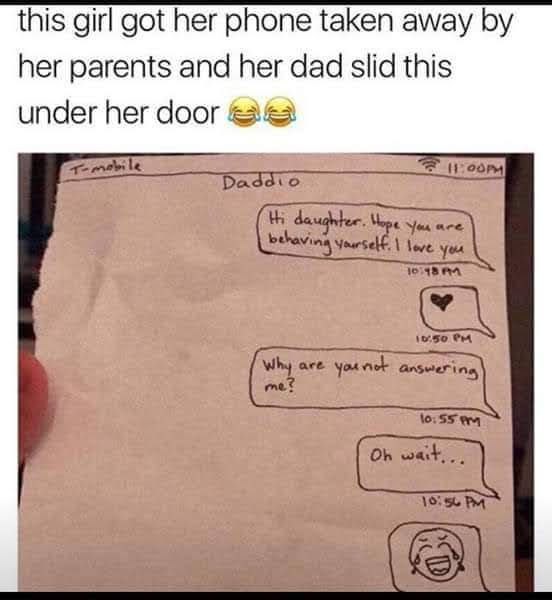 this girl got her phone taken away by
her parents and her dad slid this
under her door 😂😂
T-mobile 11:00PM
Daddio
Hi daughter. Hope you are
behaving yourself. I love you
10:48 PM
10:50 PM
Why are you not answering
me?
10:55 PM
Oh wait...
10:56 PM